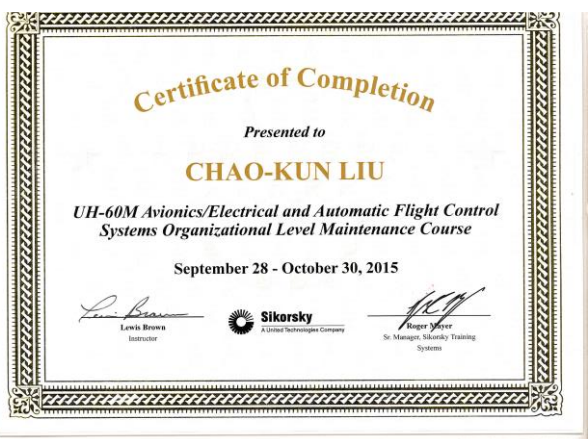 Certificate of Completion
Presented to
CHAO-KUN LIU
UH-60M Avionics/Electrical and Automatic Flight Control
Systems Organizational Level Maintenance Course
September 28 - October 30, 2015
Lewis Brown
Lewis Brown
Instructor
Sikorsky
A United Technologies Company
Roger Mayer
Sr. Manager, Sikorsky Training
Systems